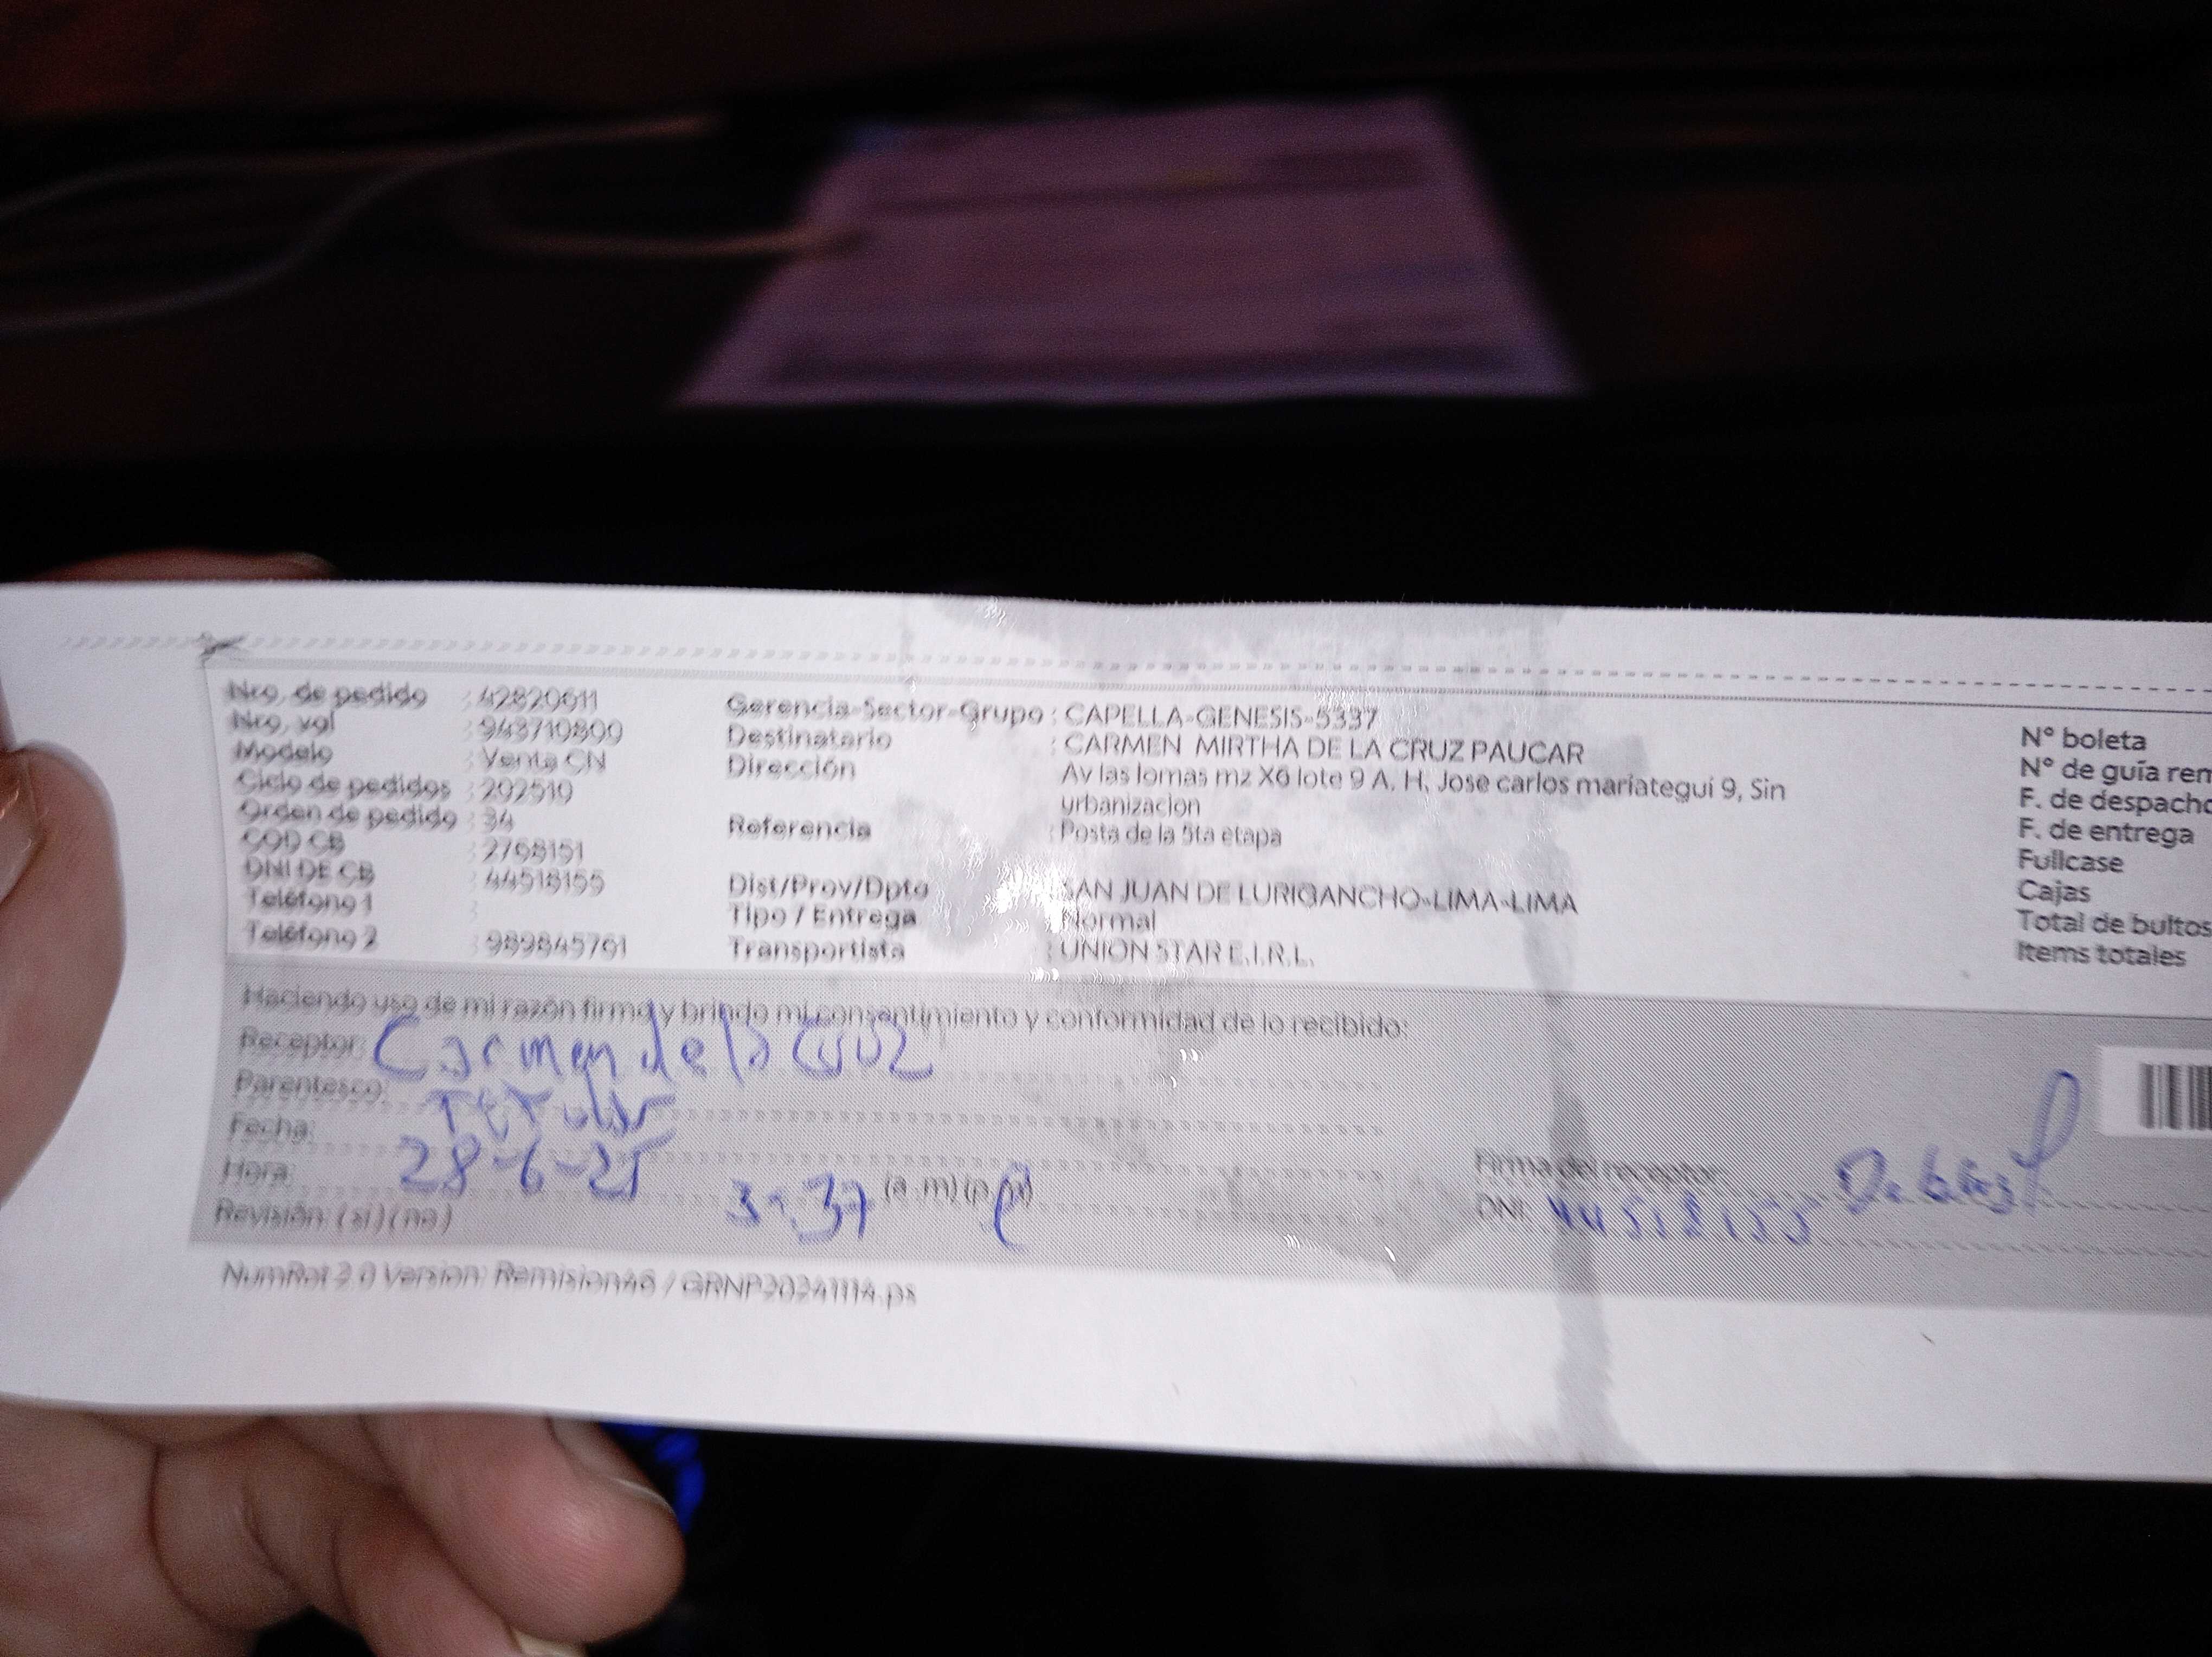 Nro. de pedido : 42820611
Nro. vol : 943710800
Modelo : Venta CN
Ciclo de pedidos : 202510
Orden de pedido : 34
COD CB : 2768151
DNI DE CB : 44518155
Teléfono 1 :
Teléfono 2 : 989845761
Gerencia-Sector-Grupo : CAPELLA-GENESIS-5337
Destinatario : CARMEN MIRTHA DE LA CRUZ PAUCAR
Dirección Av las lomas mz X6 lote 9 A. H. Jose carlos mariategui 9, Sin
urbanizacion
Referencia : Posta de la 5ta etapa
Dist/Prov/Dpto : SAN JUAN DE LURIGANCHO-LIMA-LIMA
Tipo / Entrega : Normal
Transportista : UNION STAR E.I.R.L.
N° boleta
N° de guía rem
F. de despacho
F. de entrega
Fullcase
Cajas
Total de bultos
Items totales
Haciendo uso de mi razón firmo y brindo mi consentimiento y conformidad de lo recibido:
Receptor: Carmen de la Cruz
Parentesco:
Fecha: 28-6-25
Hora: 3:37 (a.m) (p.m)
Revisión: (si) (no)
Firma del receptor:
DNI: 44518155
NumRot 2.0 Version: Remision46 / GRNP20241114.ps